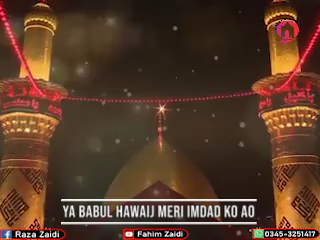 YA BABUL HAWAIJ MERI IMDAD KO AO
Raza Zaidi
Fahim Zaidi
0345-3251417